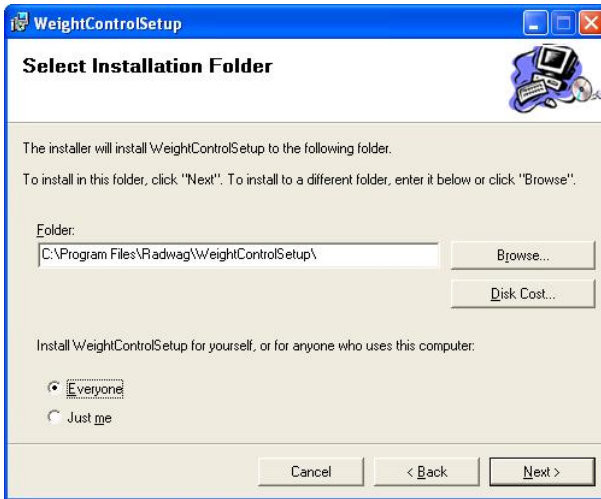 WeightControlSetup
Select Installation Folder
The installer will install WeightControlSetup to the following folder.
To install in this folder, click "Next". To install to a different folder, enter it below or click "Browse".
Folder:
C:\Program Files\Radwag\WeightControlSetup\
Browse...
Disk Cost...
Install WeightControlSetup for yourself, or for anyone who uses this computer:
Everyone
Just me
Cancel
< Back
Next >